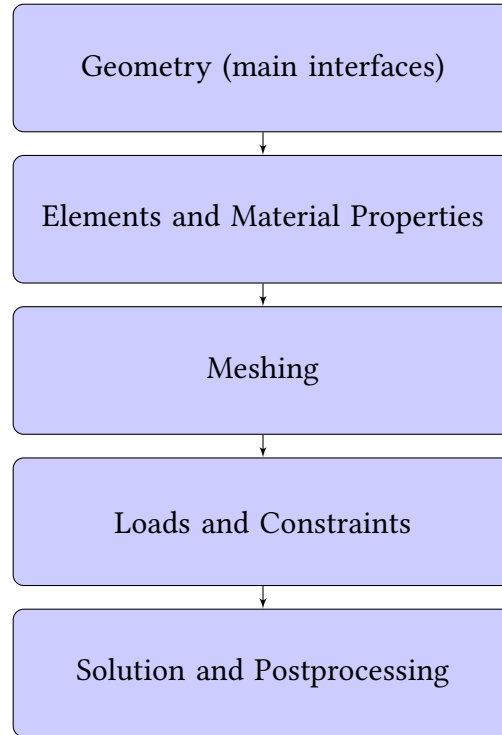 Geometry (main interfaces)
Elements and Material Properties
Meshing
Loads and Constraints
Solution and Postprocessing